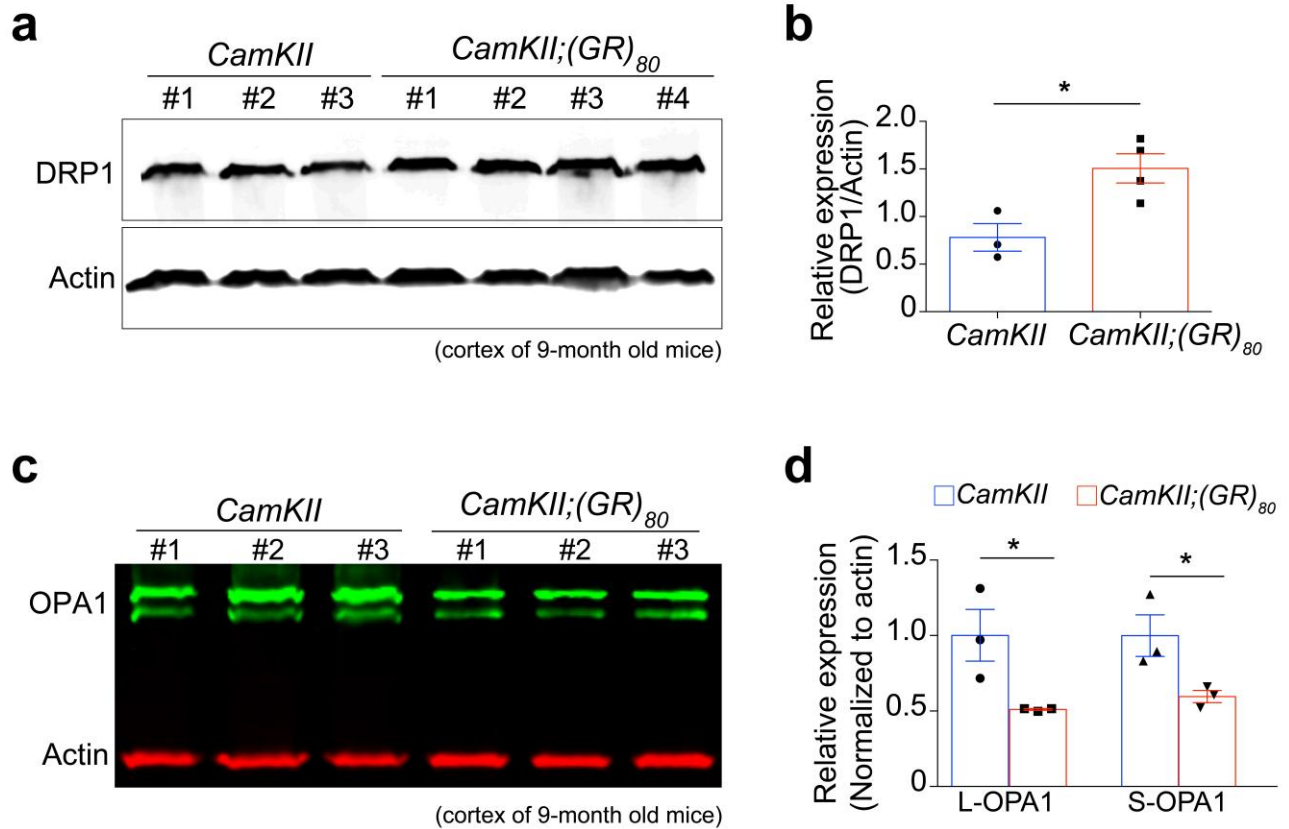 a
CamKII CamKII;(GR)80
#1 #2 #3 #1 #2 #3 #4
DRP1
Actin
(cortex of 9-month old mice)
b
Relative expression
(DRP1/Actin)
*
2.0
1.5
1.0
0.5
0
CamKII CamKII;(GR)80
c
CamKII CamKII;(GR)80
#1 #2 #3 #1 #2 #3
OPA1
Actin
(cortex of 9-month old mice)
d
CamKII CamKII;(GR)80
Relative expression
(Normalized to actin)
* *
1.5
1.0
0.5
0
L-OPA1 S-OPA1